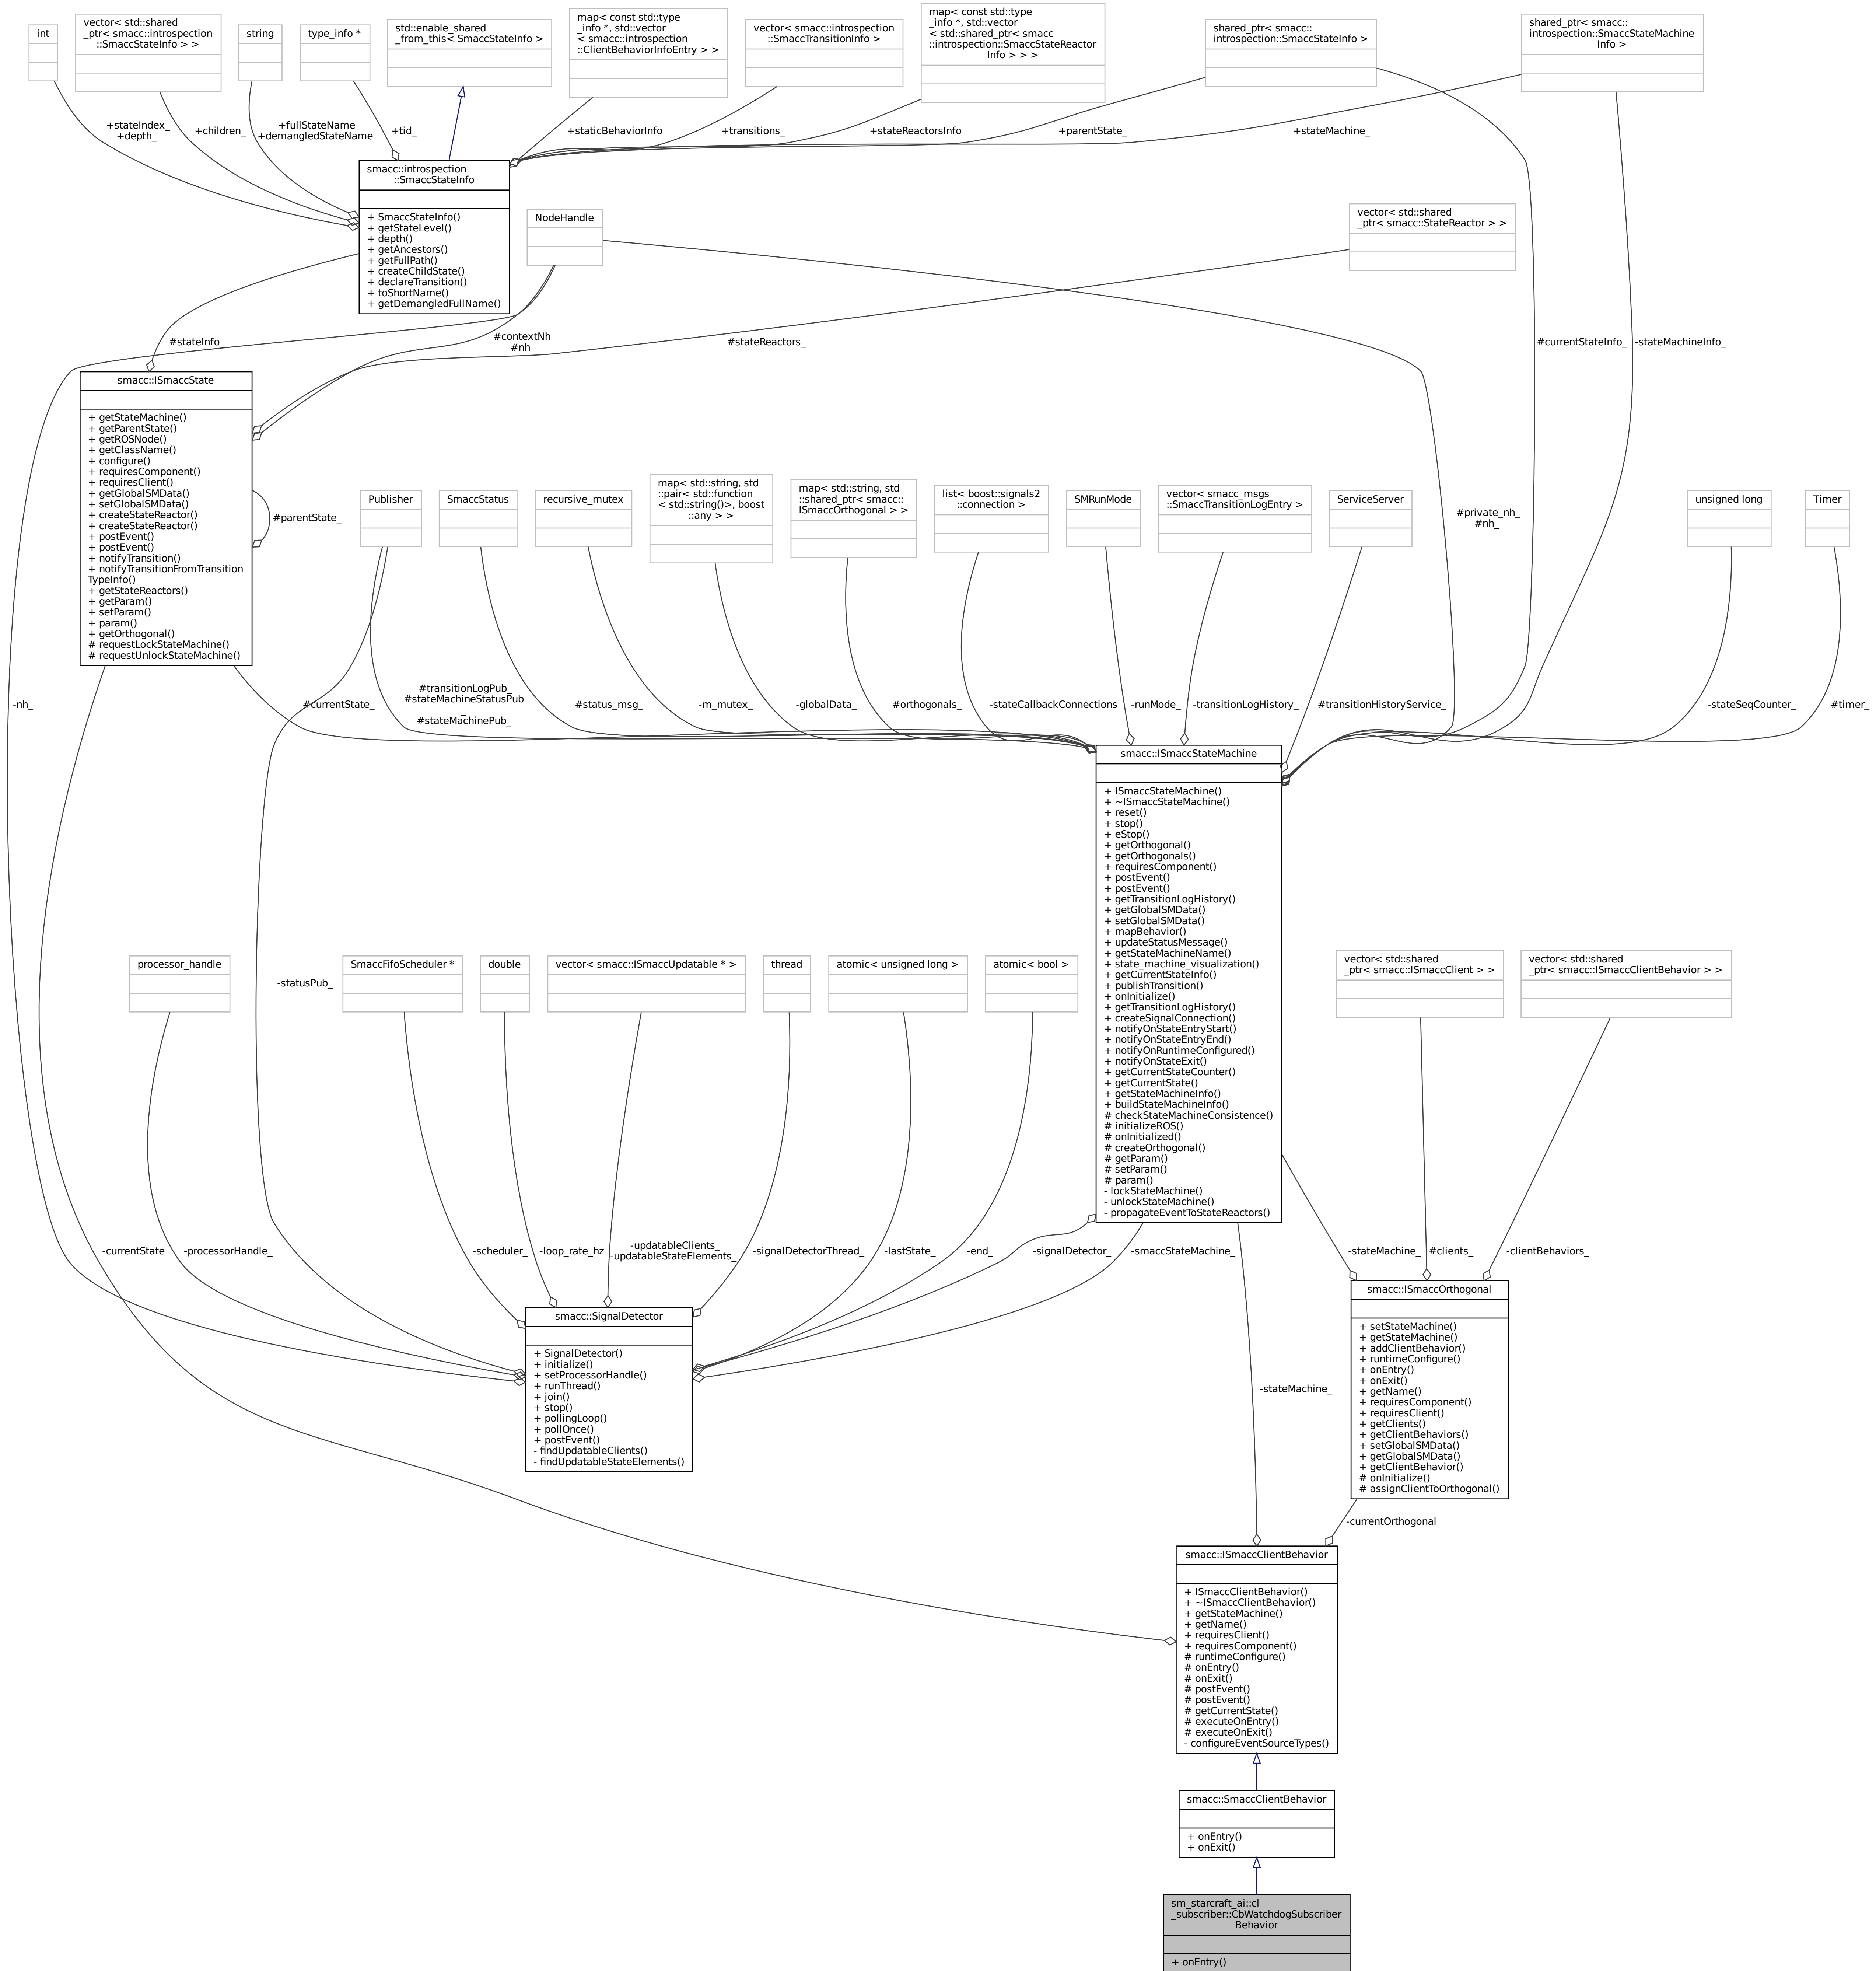 int
vector< std::shared
_ptr< smacc::introspection
::SmaccStateInfo > >
string
type_info *
std::enable_shared
_from_this< SmaccStateInfo >
map< const std::type
_info *, std::vector
< smacc::introspection
::ClientBehaviorInfoEntry > >
vector< smacc::introspection
::SmaccTransitionInfo >
map< const std::type
_info *, std::vector
< std::shared_ptr< smacc
::introspection::SmaccStateReactor
Info > > >
shared_ptr< smacc::
introspection::SmaccStateInfo >
shared_ptr< smacc::
introspection::SmaccStateMachine
Info >
+stateIndex_
+depth_
+children_
+fullStateName
+demangledStateName
+tid_
+staticBehaviorInfo
+transitions_
+stateReactorsInfo
+parentState_
+stateMachine_
smacc::introspection
::SmaccStateInfo
+ SmaccStateInfo()
+ getStateLevel()
+ depth()
+ getAncestors()
+ getFullPath()
+ createChildState()
+ declareTransition()
+ toShortName()
+ getDemangledFullName()
NodeHandle
vector< std::shared
_ptr< smacc::StateReactor > >
#stateInfo_
#contextNh
#nh
#stateReactors_
#currentStateInfo_
-stateMachineInfo_
smacc::ISmaccState
+ getStateMachine()
+ getParentState()
+ getROSNode()
+ getClassName()
+ configure()
+ requiresComponent()
+ requiresClient()
+ getGlobalSMData()
+ setGlobalSMData()
+ createStateReactor()
+ createStateReactor()
+ postEvent()
+ postEvent()
+ notifyTransition()
+ notifyTransitionFromTransition
TypeInfo()
+ getStateReactors()
+ getParam()
+ setParam()
+ param()
+ getOrthogonal()
# requestLockStateMachine()
# requestUnlockStateMachine()
#parentState_
Publisher
SmaccStatus
recursive_mutex
map< std::string, std
::pair< std::function
< std::string()>, boost
::any > >
map< std::string, std
::shared_ptr< smacc::
ISmaccOrthogonal > >
list< boost::signals2
::connection >
SMRunMode
vector< smacc_msgs
::SmaccTransitionLogEntry >
ServiceServer
#private_nh_
#nh_
unsigned long
Timer
-nh_
#currentState_
#transitionLogPub_
#stateMachineStatusPub
_
#stateMachinePub_
#status_msg_
-m_mutex_
-globalData_
#orthogonals_
-stateCallbackConnections
-runMode_
-transitionLogHistory_
#transitionHistoryService_
-stateSeqCounter_
#timer_
smacc::ISmaccStateMachine
+ ISmaccStateMachine()
+ ~ISmaccStateMachine()
+ reset()
+ stop()
+ eStop()
+ getOrthogonal()
+ getOrthogonals()
+ requiresComponent()
+ postEvent()
+ postEvent()
+ getTransitionLogHistory()
+ getGlobalSMData()
+ setGlobalSMData()
+ mapBehavior()
+ updateStatusMessage()
+ getStateMachineName()
+ state_machine_visualization()
+ getCurrentStateInfo()
+ publishTransition()
+ onInitialize()
+ getTransitionLogHistory()
+ createSignalConnection()
+ notifyOnStateEntryStart()
+ notifyOnStateEntryEnd()
+ notifyOnRuntimeConfigured()
+ notifyOnStateExit()
+ getCurrentStateCounter()
+ getCurrentState()
+ getStateMachineInfo()
+ buildStateMachineInfo()
# checkStateMachineConsistence()
# initializeROS()
# onInitialized()
# createOrthogonal()
# getParam()
# setParam()
# param()
- lockStateMachine()
- unlockStateMachine()
- propagateEventToStateReactors()
processor_handle
-statusPub_
SmaccFifoScheduler *
double
vector< smacc::ISmaccUpdatable * >
thread
atomic< unsigned long >
atomic< bool >
vector< std::shared
_ptr< smacc::ISmaccClient > >
vector< std::shared
_ptr< smacc::ISmaccClientBehavior > >
-currentState
-processorHandle_
-scheduler_
-loop_rate_hz
-updatableClients_
-updatableStateElements_
-signalDetectorThread_
-lastState_
-end_
-signalDetector_
-smaccStateMachine_
-stateMachine_
#clients_
-clientBehaviors_
smacc::SignalDetector
+ SignalDetector()
+ initialize()
+ setProcessorHandle()
+ runThread()
+ join()
+ stop()
+ pollingLoop()
+ pollOnce()
+ postEvent()
- findUpdatableClients()
- findUpdatableStateElements()
-stateMachine_
smacc::ISmaccOrthogonal
+ setStateMachine()
+ getStateMachine()
+ addClientBehavior()
+ runtimeConfigure()
+ onEntry()
+ onExit()
+ getName()
+ requiresComponent()
+ requiresClient()
+ getClients()
+ getClientBehaviors()
+ setGlobalSMData()
+ getGlobalSMData()
+ getClientBehavior()
# onInitialize()
# assignClientToOrthogonal()
-currentOrthogonal
smacc::ISmaccClientBehavior
+ ISmaccClientBehavior()
+ ~ISmaccClientBehavior()
+ getStateMachine()
+ getName()
+ requiresClient()
+ requiresComponent()
# runtimeConfigure()
# onEntry()
# onExit()
# postEvent()
# postEvent()
# getCurrentState()
# executeOnEntry()
# executeOnExit()
- configureEventSourceTypes()
smacc::SmaccClientBehavior
+ onEntry()
+ onExit()
sm_starcraft_ai::cl
_subscriber::CbWatchdogSubscriber
Behavior
+ onEntry()